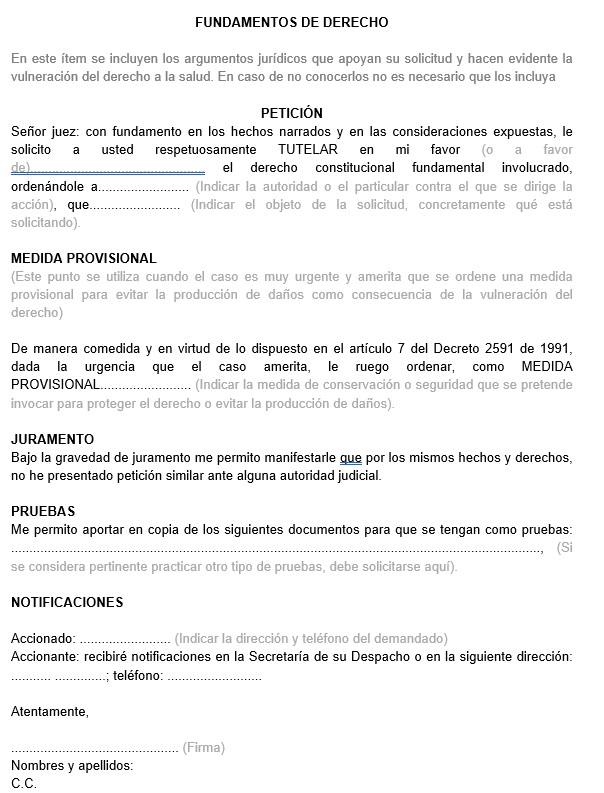 FUNDAMENTOS DE DERECHO
En este ítem se incluyen los argumentos jurídicos que apoyan su solicitud y hacen evidente la
vulneración del derecho a la salud. En caso de no conocerlos no es necesario que los incluya
PETICIÓN
Señor juez: con fundamento en los hechos narrados y en las consideraciones expuestas, le
solicito a usted respetuosamente TUTELAR en mi favor (o a favor
de)................................................ el derecho constitucional fundamental involucrado,
ordenándole a......................... (Indicar la autoridad o el particular contra el que se dirige la
acción), que......................... (Indicar el objeto de la solicitud, concretamente qué está
solicitando).
MEDIDA PROVISIONAL
(Este punto se utiliza cuando el caso es muy urgente y amerita que se ordene una medida
provisional para evitar la producción de daños como consecuencia de la vulneración del
derecho)
De manera comedida y en virtud de lo dispuesto en el artículo 7 del Decreto 2591 de 1991,
dada la urgencia que el caso amerita, le ruego ordenar, como MEDIDA
PROVISIONAL......................... (Indicar la medida de conservación o seguridad que se pretende
invocar para proteger el derecho o evitar la producción de daños).
JURAMENTO
Bajo la gravedad de juramento me permito manifestarle que por los mismos hechos y derechos,
no he presentado petición similar ante alguna autoridad judicial.
PRUEBAS
Me permito aportar en copia de los siguientes documentos para que se tengan como pruebas:
..................................................................................................................................................., (Si
se considera pertinente practicar otro tipo de pruebas, debe solicitarse aquí).
NOTIFICACIONES
Accionado: ......................... (Indicar la dirección y teléfono del demandado)
Accionante: recibiré notificaciones en la Secretaría de su Despacho o en la siguiente dirección:
........... ..............; teléfono: ..........................
Atentamente,
.............................................. (Firma)
Nombres y apellidos:
C.C.